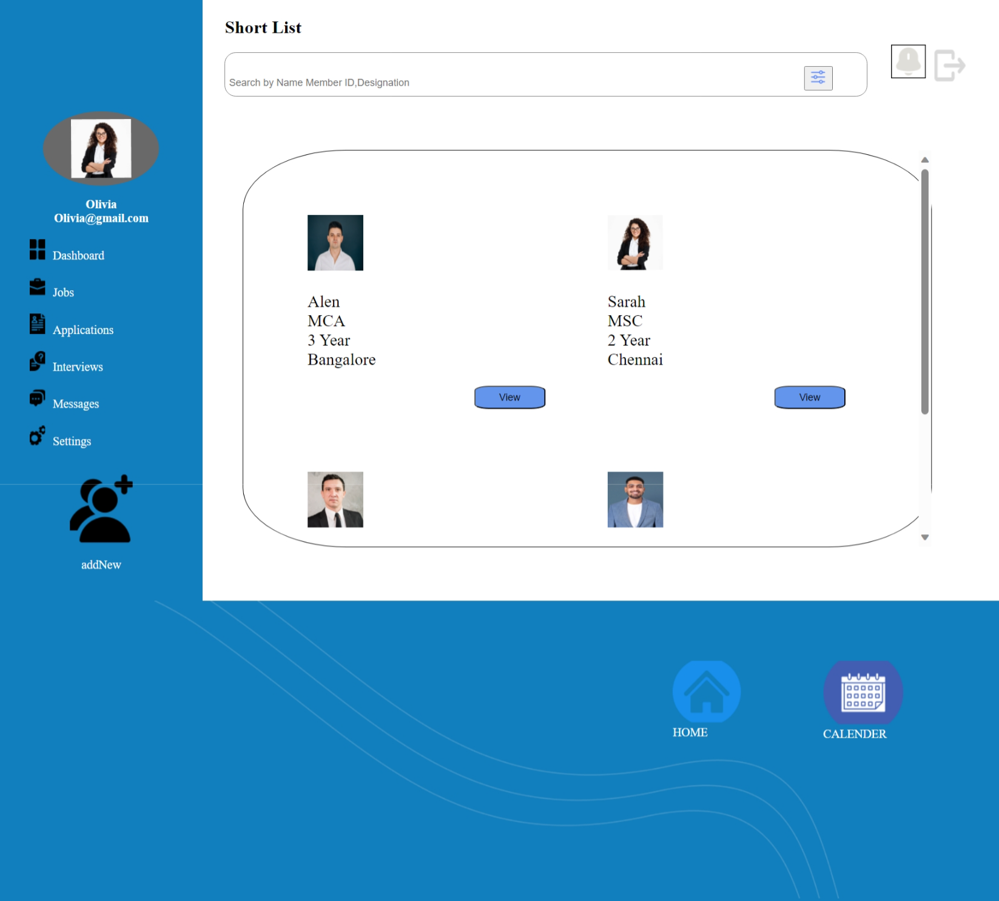 Short List
Search by Name Member ID,Designation
Olivia
Olivia@gmail.com
Dashboard
Jobs
Applications
Interviews
Messages
Settings
addNew
Alen
MCA
3 Year
Bangalore
View
Sarah
MSC
2 Year
Chennai
View
HOME
CALENDER